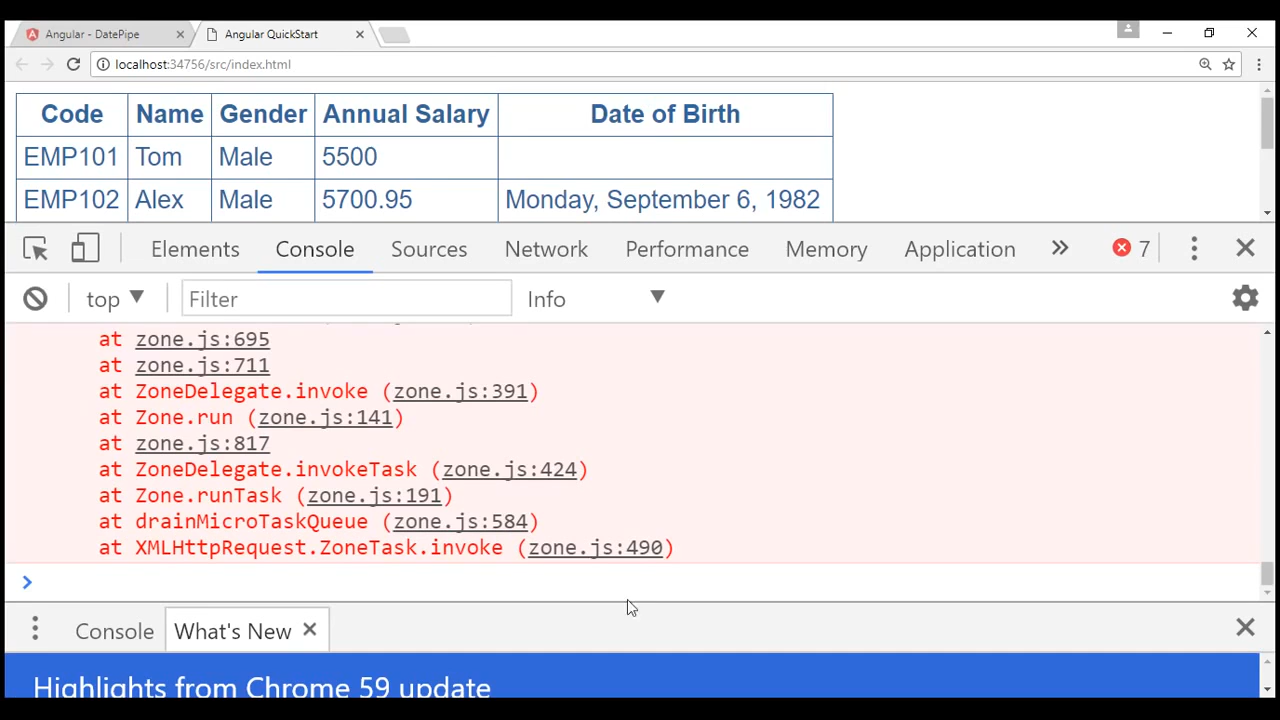 Angular - DatePipe
Angular QuickStart
localhost:34756/src/index.html
Code Name Gender Annual Salary Date of Birth
EMP101 Tom Male 5500
EMP102 Alex Male 5700.95 Monday, September 6, 1982
Elements Console Sources Network Performance Memory Application 7
top Filter Info
at zone.js:695
at zone.js:711
at ZoneDelegate.invoke (zone.js:391)
at Zone.run (zone.js:141)
at zone.js:817
at ZoneDelegate.invokeTask (zone.js:424)
at Zone.runTask (zone.js:191)
at drainMicroTaskQueue (zone.js:584)
at XMLHttpRequest.ZoneTask.invoke (zone.js:490)
Console What's New
Highlights from Chrome 59 update